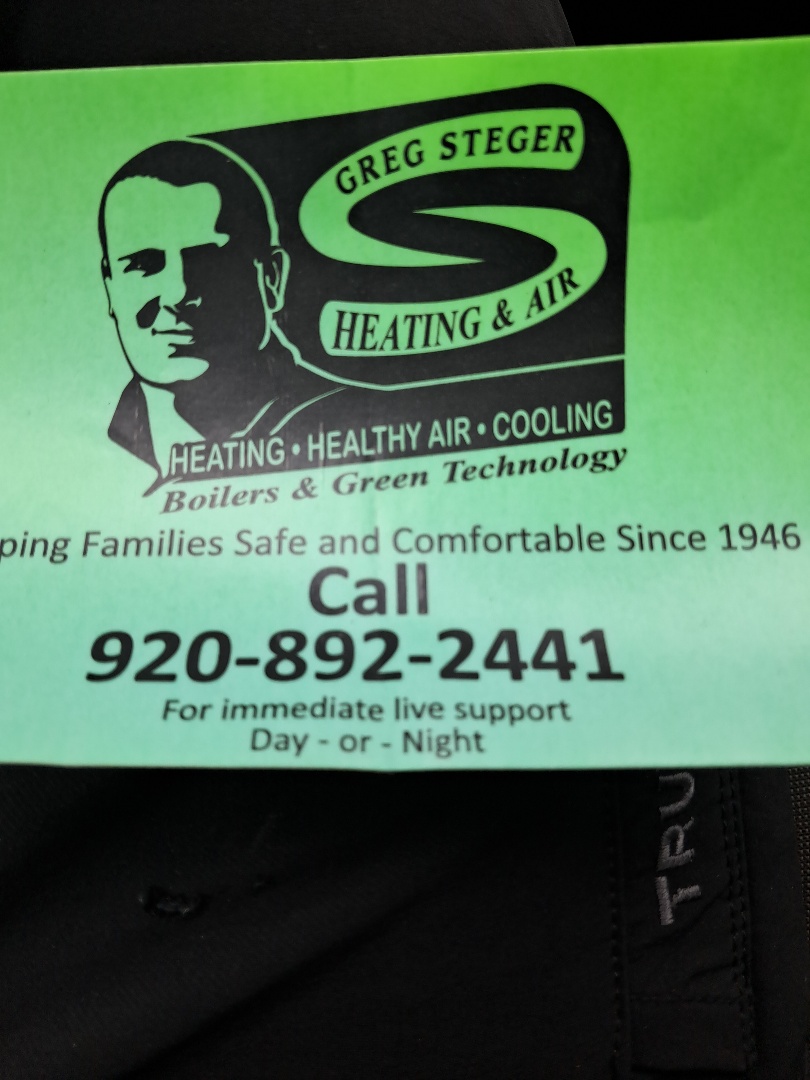 GREG STEGER
HEATING & AIR
HEATING • HEALTHY AIR • COOLING
Boilers & Green Technology
ping Families Safe and Comfortable Since 1946
Call
920-892-2441
For immediate live support
Day - or - Night
TRU